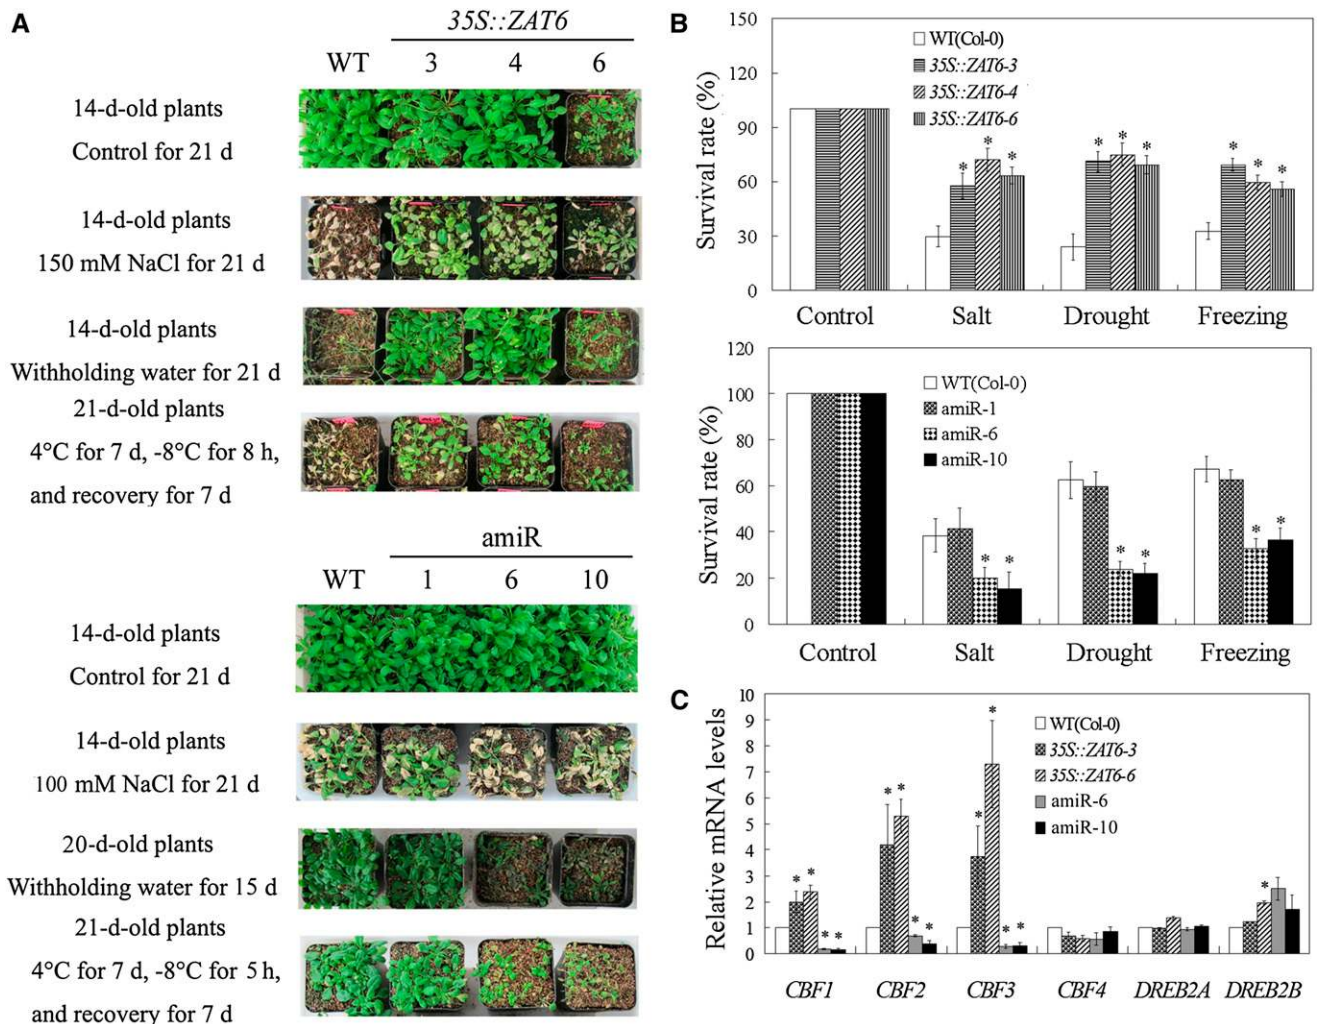 A
35S::ZAT6
WT 3 4 6
14-d-old plants
Control for 21 d
14-d-old plants
150 mM NaCl for 21 d
14-d-old plants
Withholding water for 21 d
21-d-old plants
4°C for 7 d, -8°C for 8 h,
and recovery for 7 d
amiR
WT 1 6 10
14-d-old plants
Control for 21 d
14-d-old plants
100 mM NaCl for 21 d
20-d-old plants
Withholding water for 15 d
21-d-old plants
4°C for 7 d, -8°C for 5 h,
and recovery for 7 d
B
Survival rate (%)
150
120
90
60
30
0
WT(Col-0)
35S::ZAT6-3
35S::ZAT6-4
35S::ZAT6-6
* * * * * * * * *
Control Salt Drought Freezing
Survival rate (%)
120
100
80
60
40
20
0
WT(Col-0)
amiR-1
amiR-6
amiR-10
* * * * * *
Control Salt Drought Freezing
C
Relative mRNA levels
10
9
8
7
6
5
4
3
2
1
0
WT(Col-0)
35S::ZAT6-3
35S::ZAT6-6
amiR-6
amiR-10
* * * * * * * * * * * * *
CBF1 CBF2 CBF3 CBF4 DREB2A DREB2B